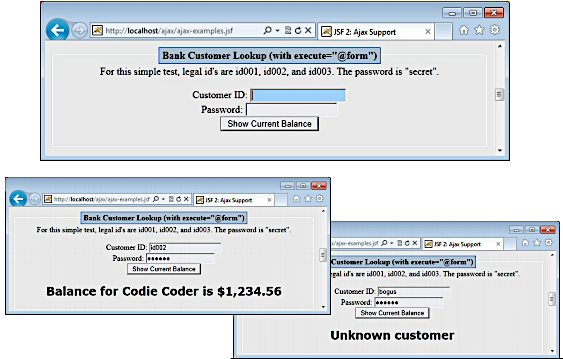 http://localhost/ajax/ajax-examples.jsf
JSF 2: Ajax Support
Bank Customer Lookup (with execute="@form")
For this simple test, legal id's are id001, id002, and id003. The password is "secret".
Customer ID:
Password:
Show Current Balance
http://localhost/ajax/ajax-examples.jsf
JSF 2: Ajax Support
Bank Customer Lookup (with execute="@form")
For this simple test, legal id's are id001, id002, and id003. The password is "secret".
Customer ID: id002
Password: ••••••
Show Current Balance
Balance for Codie Coder is $1,234.56
/ajax-examples.jsf
JSF 2: Ajax Support
Customer Lookup (with execute="@form")
gal id's are id001, id002, and id003. The password is "secret".
Customer ID: bogus
Password: ••••••
Show Current Balance
Unknown customer